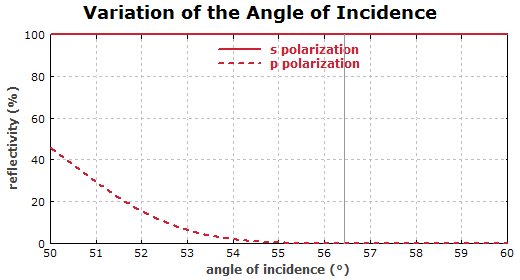 Variation of the Angle of Incidence
100
80
60
40
20
0
reflectivity (%)
s polarization
p polarization
50 51 52 53 54 55 56 57 58 59 60
angle of incidence (°)